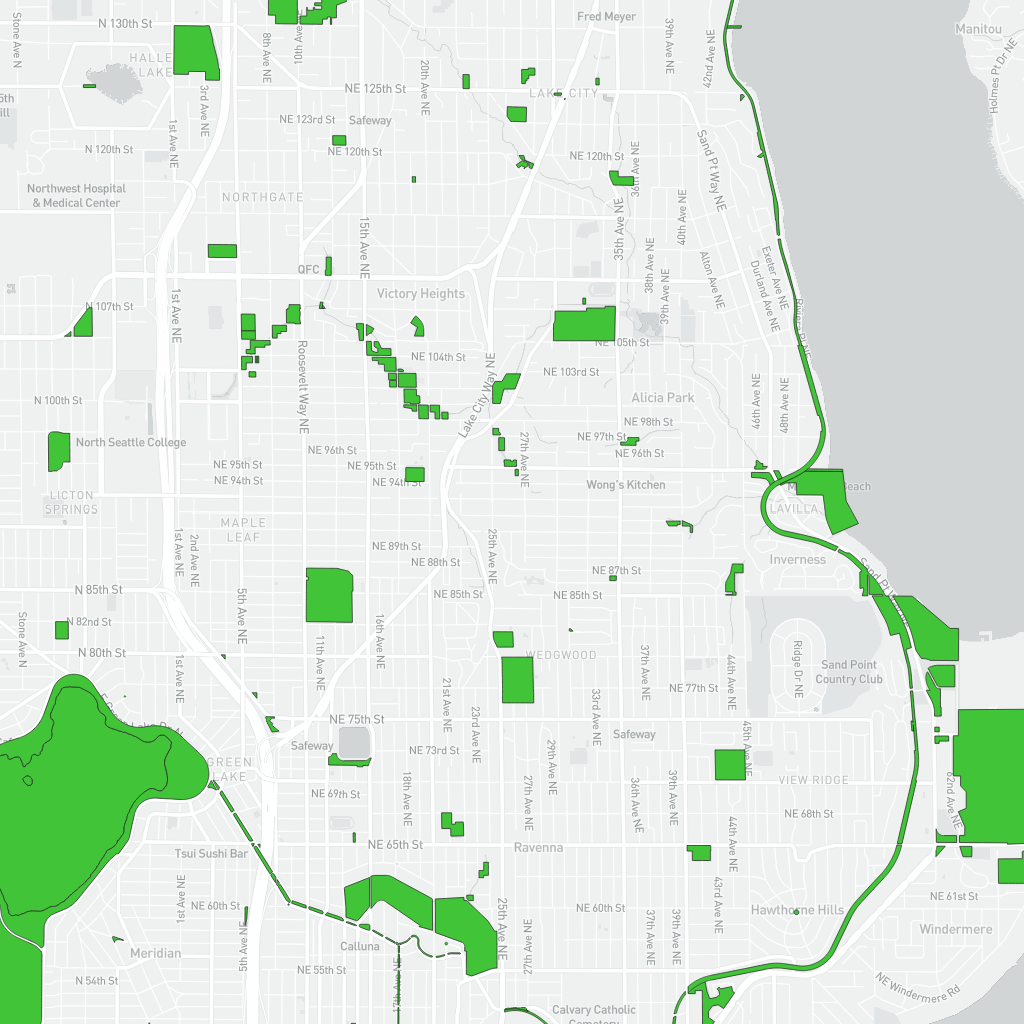 Fred Meyer
N 130th St
Stone Ave N
8th Ave NE
10th Ave NE
39th Ave NE
42nd Ave NE
Manitou
Holmes Pt Dr NE
HALLER
LAKE
20th Ave NE
NE 125th St
LAKE CITY
3rd Ave NE
NE 123rd St
Safeway
1st Ave NE
N 120th St
NE 120th St
NE 120th St
36th Ave NE
Sand Pt Way NE
Northwest Hospital
& Medical Center
NORTHGATE
15th Ave NE
35th Ave NE
40th Ave NE
QFC
38th Ave NE
39th Ave NE
Alton Ave NE
Exeter Ave NE
Durland Ave NE
Victory Heights
N 107th St
1st Ave NE
Riviera Pl NE
Roosevelt Way NE
NE 104th St
NE 105th St
NE 103rd St
Lake City Way NE
Alicia Park
46th Ave NE
48th Ave NE
N 100th St
NE 98th St
North Seattle College
NE 97th St
27th Ave NE
NE 96th St
NE 96th St
NE 95th St
NE 95th St
NE 94th St
NE 94th St
Wong's Kitchen
Beach
LICTON
SPRINGS
LAVILLA
MAPLE
LEAF
1st Ave NE
2nd Ave NE
25th Ave NE
NE 89th St
NE 88th St
Inverness
NE 87th St
N 85th St
NE 85th St
NE 85th St
5th Ave NE
Stone Ave N
N 82nd St
11th Ave NE
16th Ave NE
N 80th St
WEDGWOOD
37th Ave NE
44th Ave NE
Ridge Dr NE
Sand Point
Country Club
1st Ave NE
21st Ave NE
23rd Ave NE
33rd Ave NE
NE 77th St
NE 75th St
Safeway
Safeway
45th Ave NE
NE 73rd St
29th Ave NE
GREEN
LAKE
VIEW RIDGE
62nd Ave NE
NE 69th St
18th Ave NE
27th Ave NE
36th Ave NE
39th Ave NE
NE 68th St
44th Ave NE
Tsui Sushi Bar
NE 65th St
Ravenna
1st Ave NE
NE 60th St
25th Ave NE
NE 60th St
43rd Ave NE
NE 61st St
Hawthorne Hills
37th Ave NE
39th Ave NE
Windermere
5th Ave NE
Calluna
27th Ave NE
Meridian
N 54th St
NE 55th St
17th Ave NE
NE Windermere Rd
Calvary Catholic
Cemetery